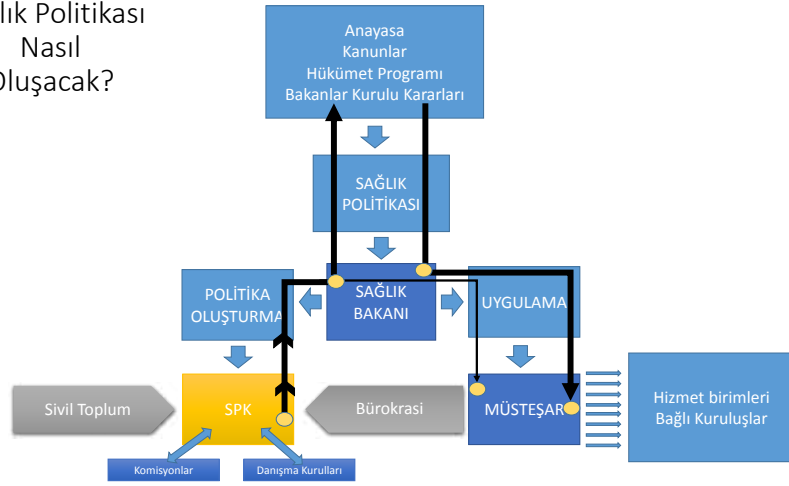 lık Politikası
Nasıl
luşacak?
Anayasa
Kanunlar
Hükümet Programı
Bakanlar Kurulu Kararları
SAĞLIK
POLİTİKASI
POLİTİKA
OLUŞTURMA
SAĞLIK
BAKANI
UYGULAMA
Sivil Toplum
SPK
Bürokrasi
MÜSTEŞAR
Hizmet birimleri
Bağlı Kuruluşlar
Komisyonlar
Danışma Kurulları